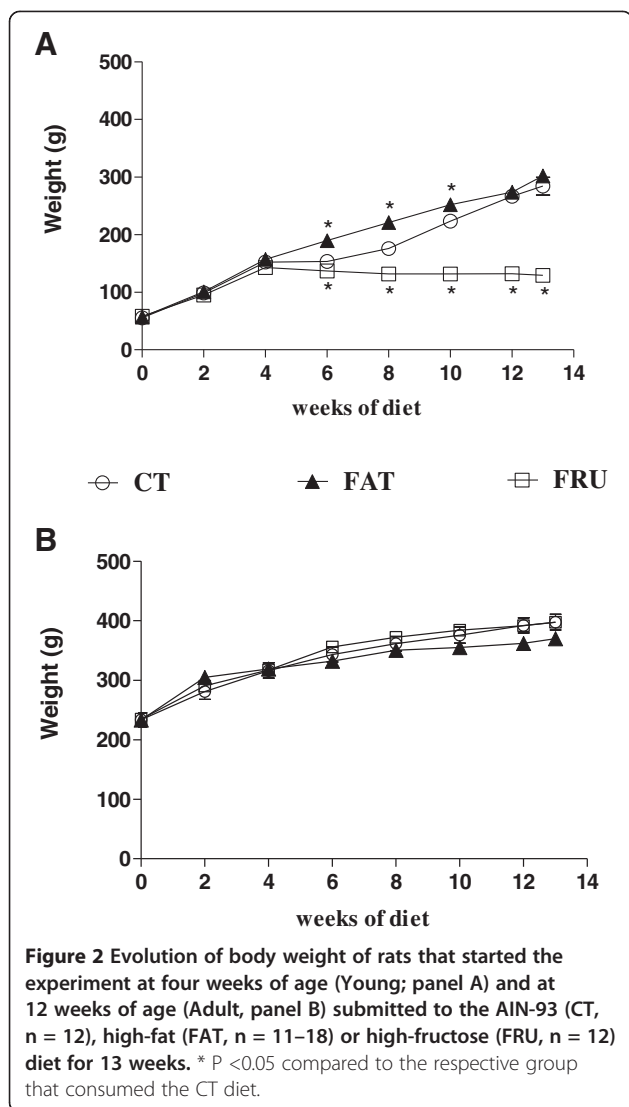 A
500
400
300
200
100
0
Weight (g)
* * *
* * * * *
0 2 4 6 8 10 12 14
weeks of diet
CT FAT FRU
B
500
400
300
200
100
0
Weight (g)
0 2 4 6 8 10 12 14
weeks of diet
Figure 2 Evolution of body weight of rats that started the
experiment at four weeks of age (Young; panel A) and at
12 weeks of age (Adult, panel B) submitted to the AIN-93 (CT,
n = 12), high-fat (FAT, n = 11–18) or high-fructose (FRU, n = 12)
diet for 13 weeks. * P <0.05 compared to the respective group
that consumed the CT diet.